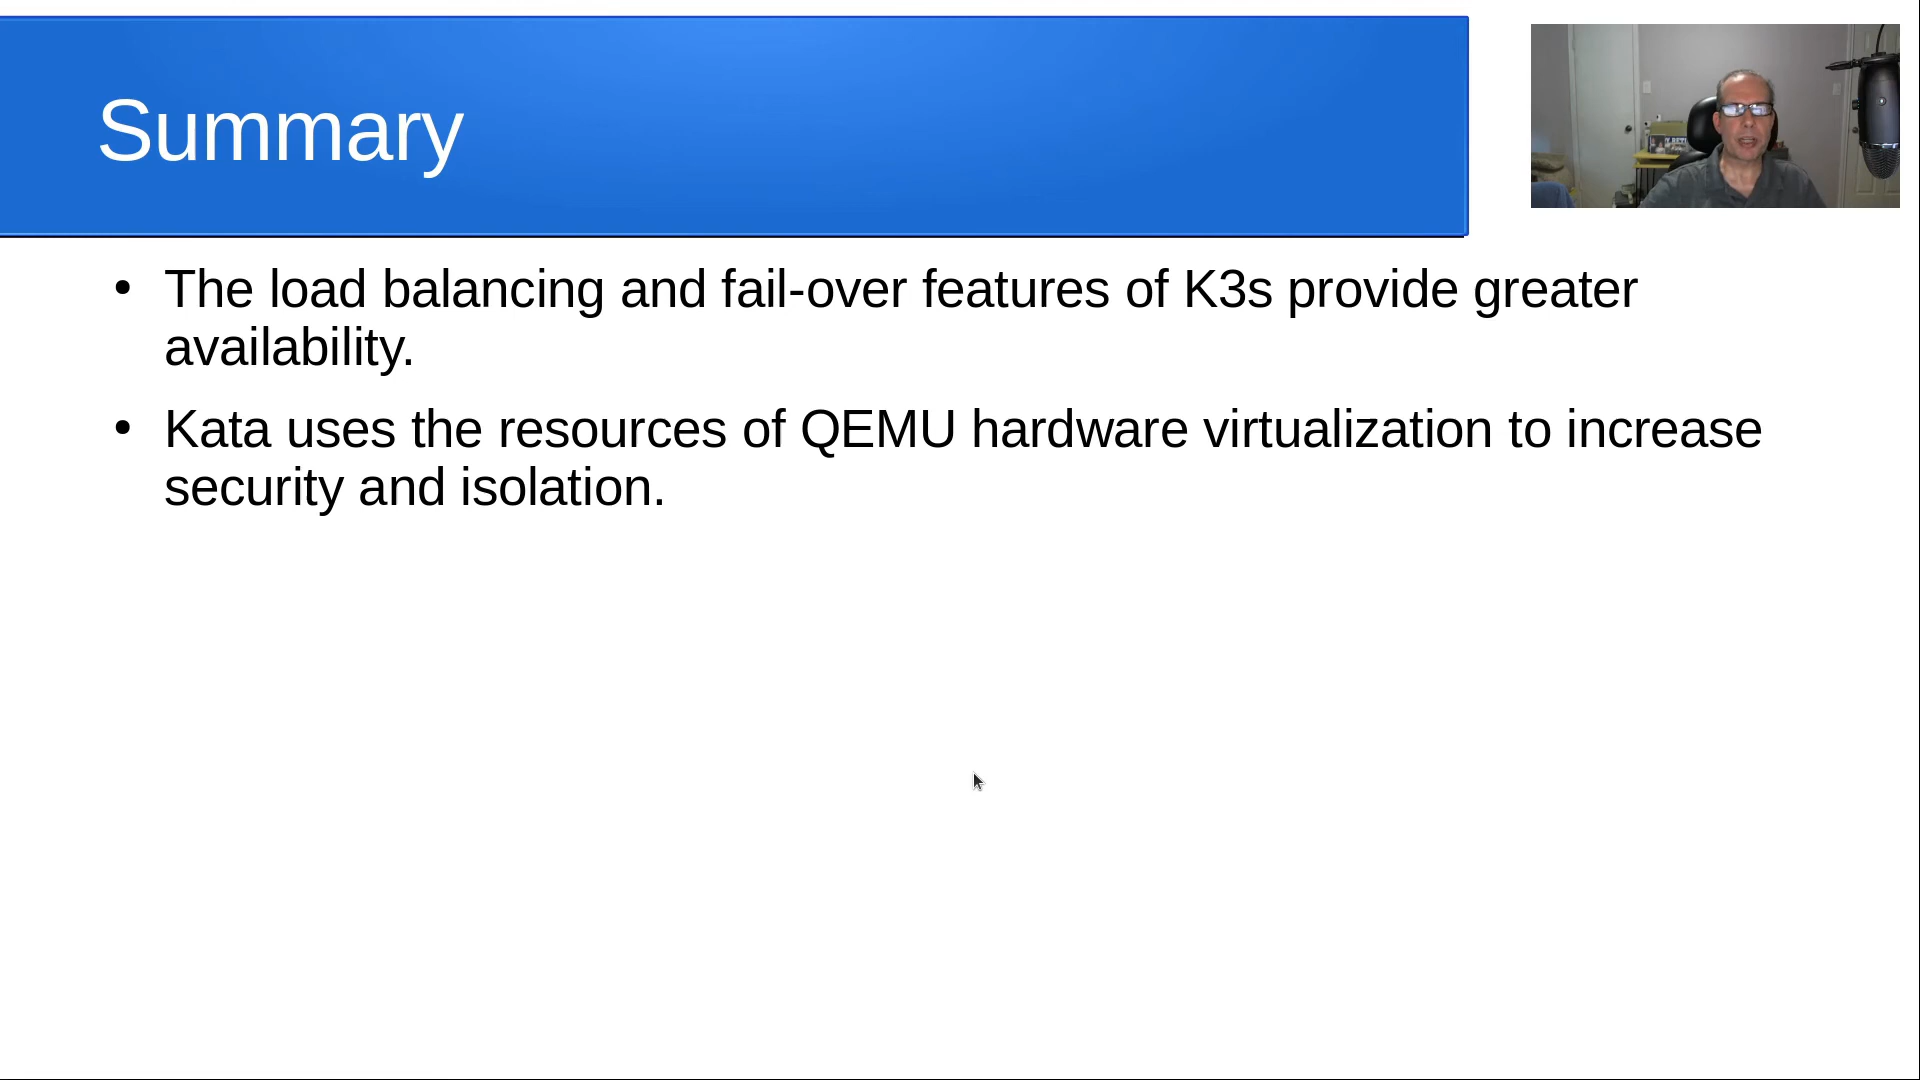 Summary
• The load balancing and fail-over features of K3s provide greater
availability.
• Kata uses the resources of QEMU hardware virtualization to increase
security and isolation.